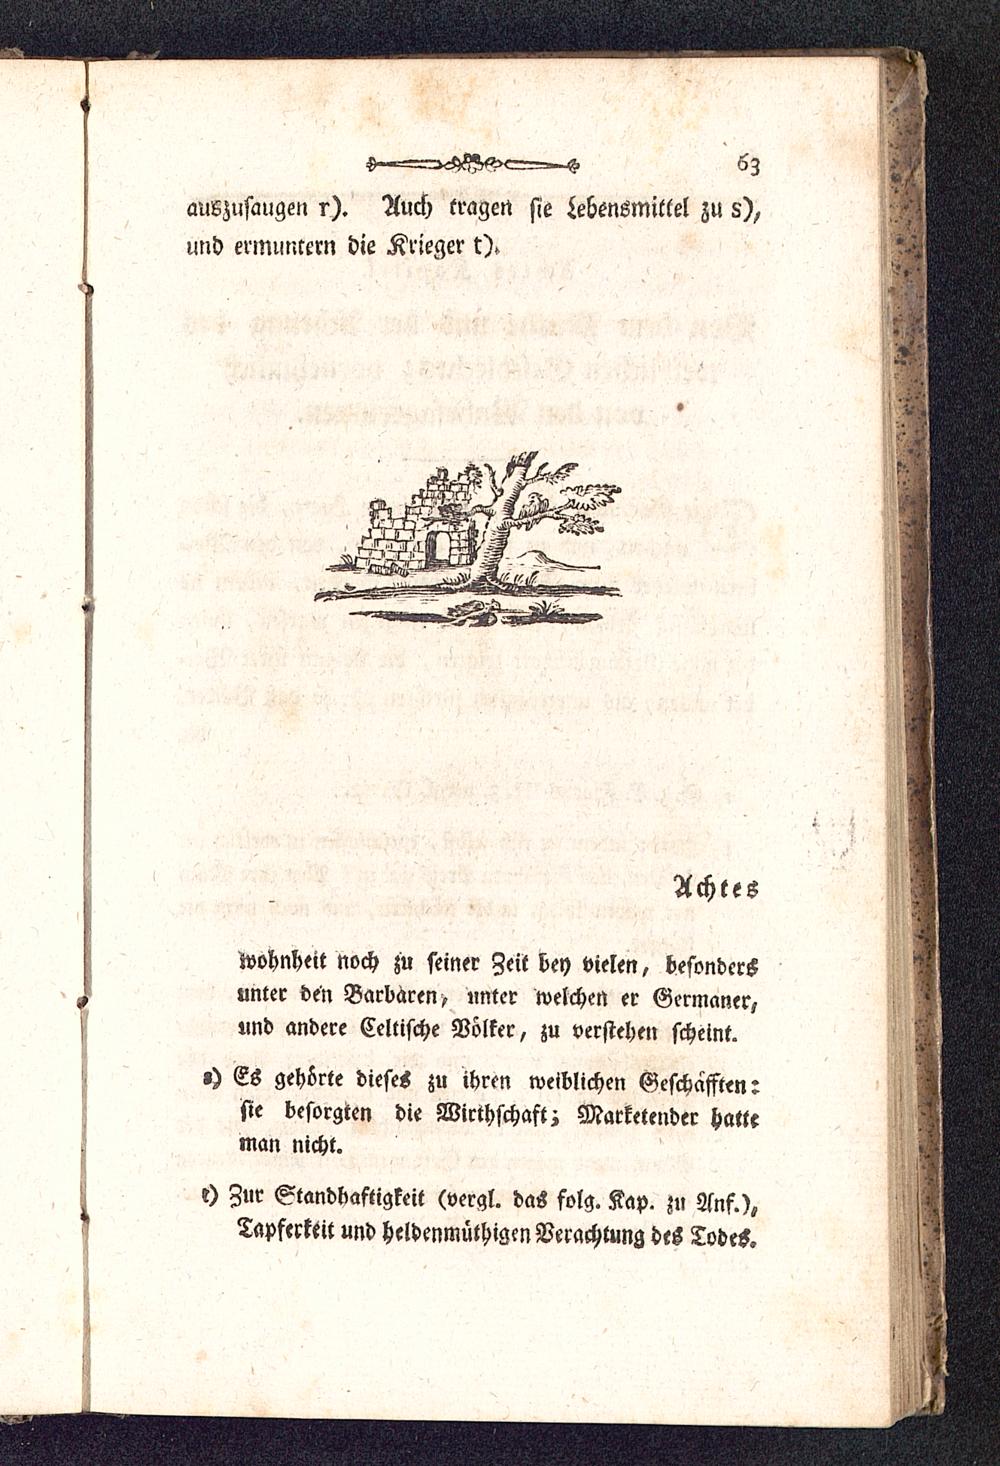 63
auszusaugen r). Auch tragen sie Lebensmittel zu s),
und ermuntern die Krieger t).
Achtes
wohnheit noch zu seiner Zeit bey vielen, besonders
unter den Barbaren, unter welchen er Germaner,
und andere Celtische Völker, zu verstehen scheint.
s) Es gehörte dieses zu ihren weiblichen Geschäfften:
sie besorgten die Wirthschaft; Marketender hatte
man nicht.
t) Zur Standhaftigkeit (vergl. das folg. Kap. zu Anf.),
Tapferkeit und heldenmüthigen Verachtung des Todes.